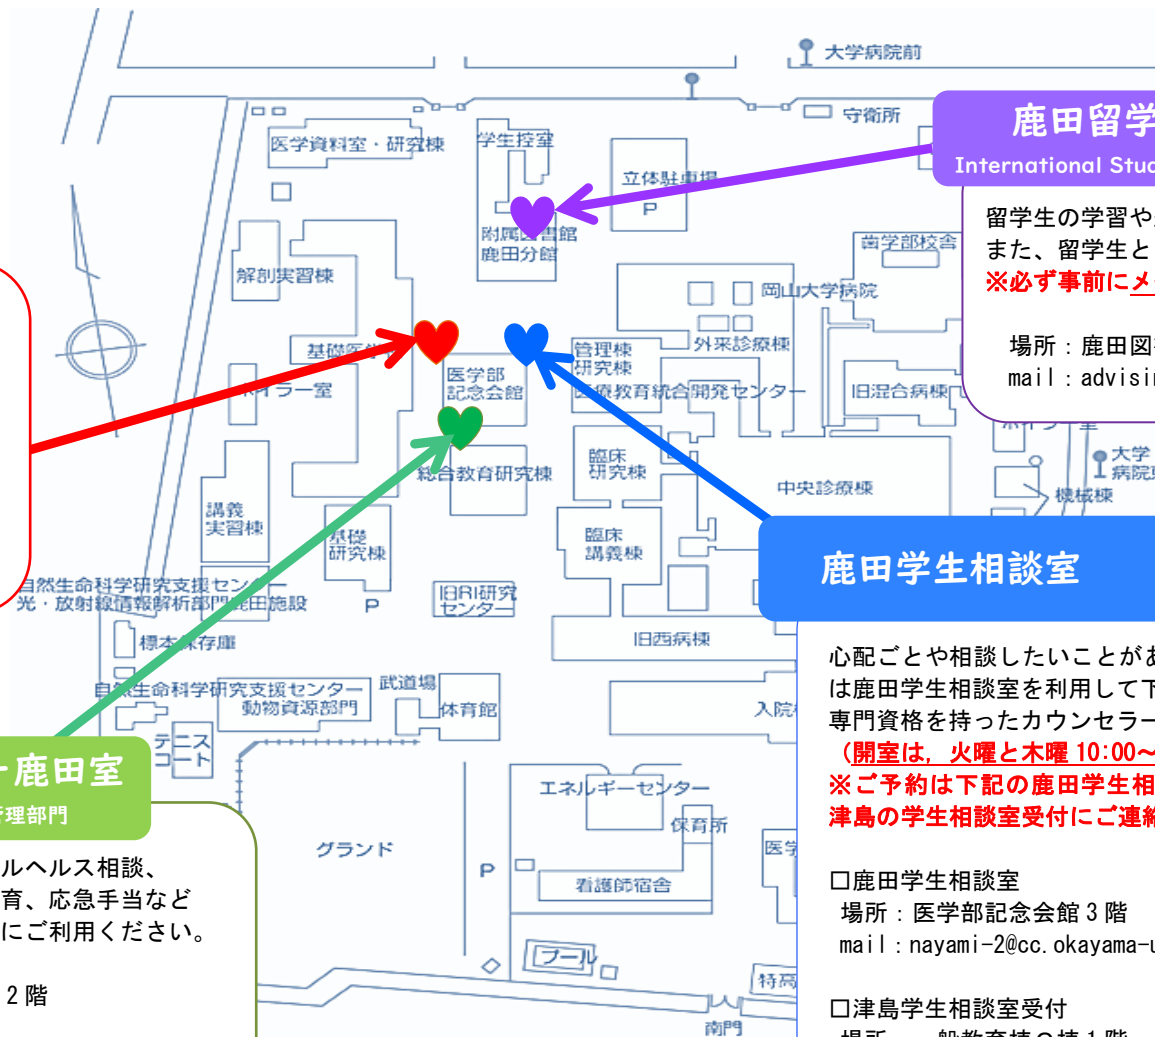 大学病院前
守衛所
医学資料室・研究棟
学生控室
立体駐車場
P
附属図書館
鹿田分館
歯学部校舎
解剖実習棟
岡山大学病院
外来診療棟
管理棟
研究棟
医療教育統合開発センター
旧混合病棟
基礎医学
医学部
記念会館
ボイラー室
ボイラー室
大学
病院
機械棟
総合教育研究棟
臨床
研究棟
中央診療棟
講義
実習棟
基礎
研究棟
臨床
講義棟
自然生命科学研究支援センター
光・放射線情報解析部門鹿田施設
P
旧RI研究
センター
標本保存庫
旧西病棟
自然生命科学研究支援センター
動物資源部門
武道場
体育館
入院
テニス
コート
エネルギーセンター
保育所
グランド
P
看護師宿舎
医学
プール
特高
南門
鹿田留学
International Stud
留学生の学習や
また、留学生と
※必ず事前にメ
場所：鹿田図
mail：advisin
鹿田学生相談室
心配ごとや相談したいことがあ
は鹿田学生相談室を利用して下
専門資格を持ったカウンセラー
（開室は，火曜と木曜 10:00～
※ご予約は下記の鹿田学生相
津島の学生相談室受付にご連絡
□鹿田学生相談室
場所：医学部記念会館３階
mail：nayami-2@cc.okayama-u
□津島学生相談室受付
場所：一般教育棟C棟１階
ー鹿田室
管理部門
ルヘルス相談、
育、応急手当など
にご利用ください。
２階